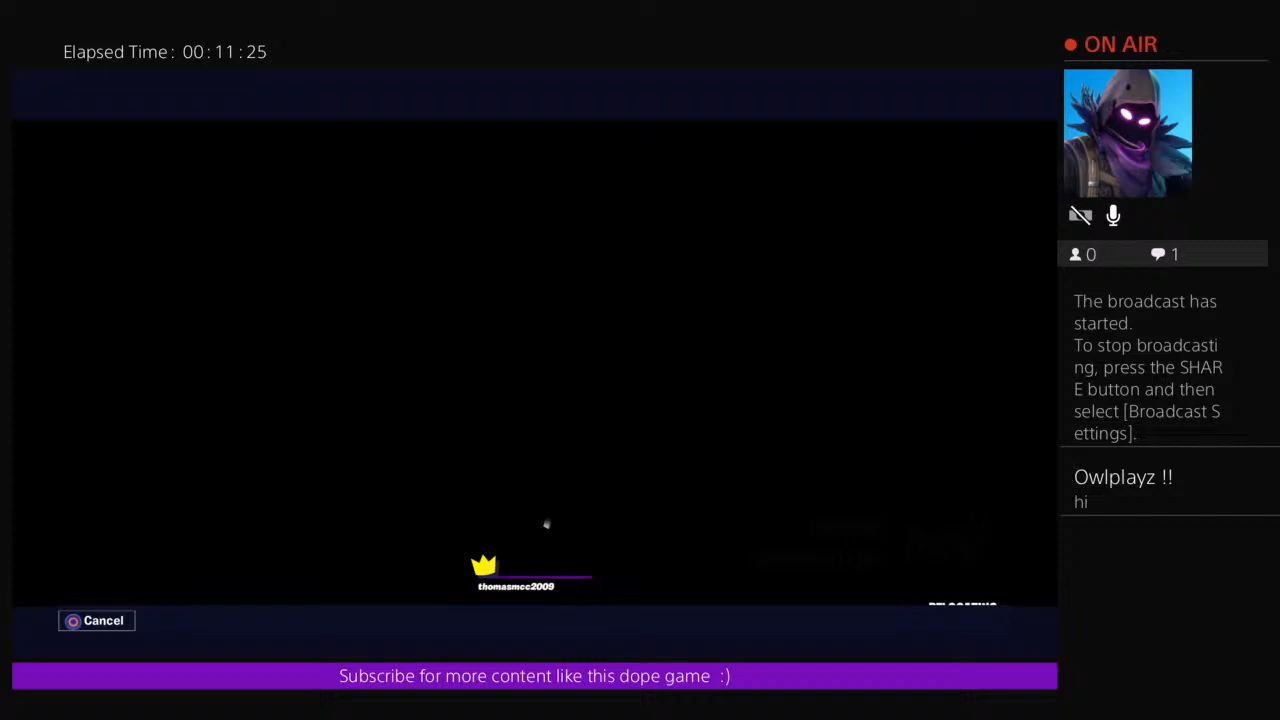 Elapsed Time: 00:11:25
ON AIR
0 1
The broadcast has
started.
To stop broadcasti
ng, press the SHAR
E button and then
select [Broadcast S
ettings].
Owlplayz !!
hi
thomasmcc2009
Cancel
Subscribe for more content like this dope game :)